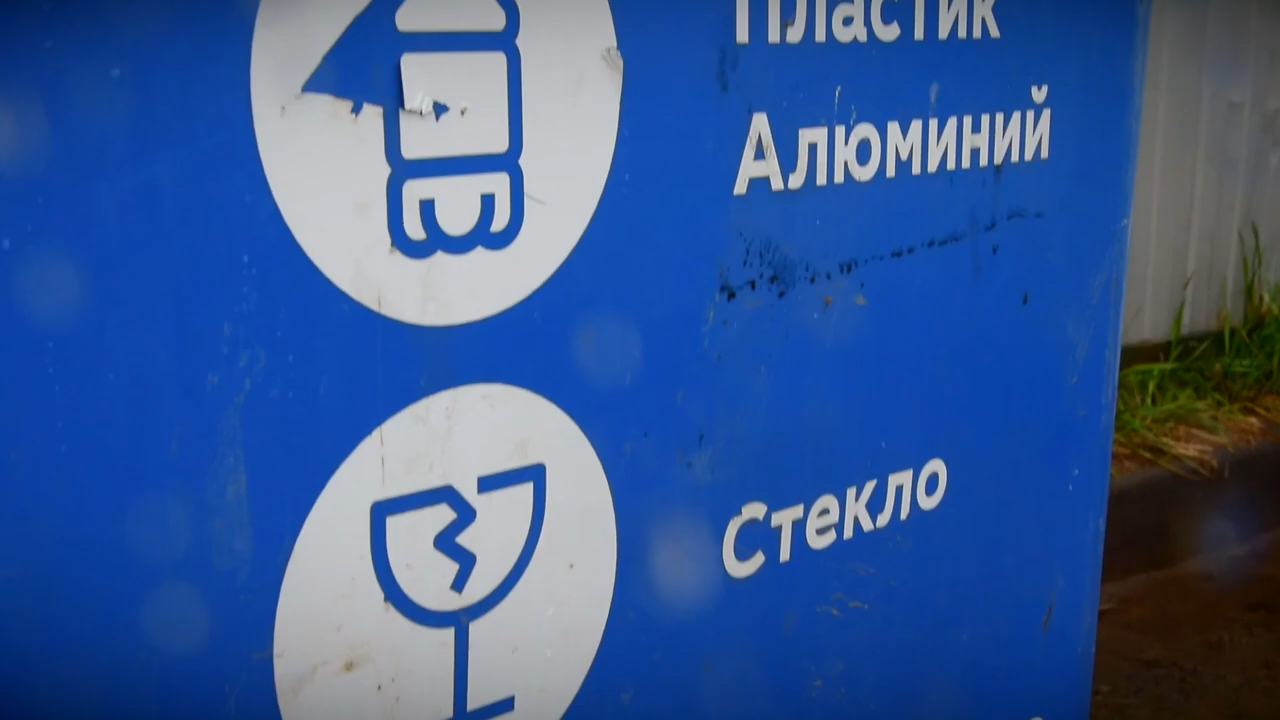 Пластик
Алюминий
Стекло